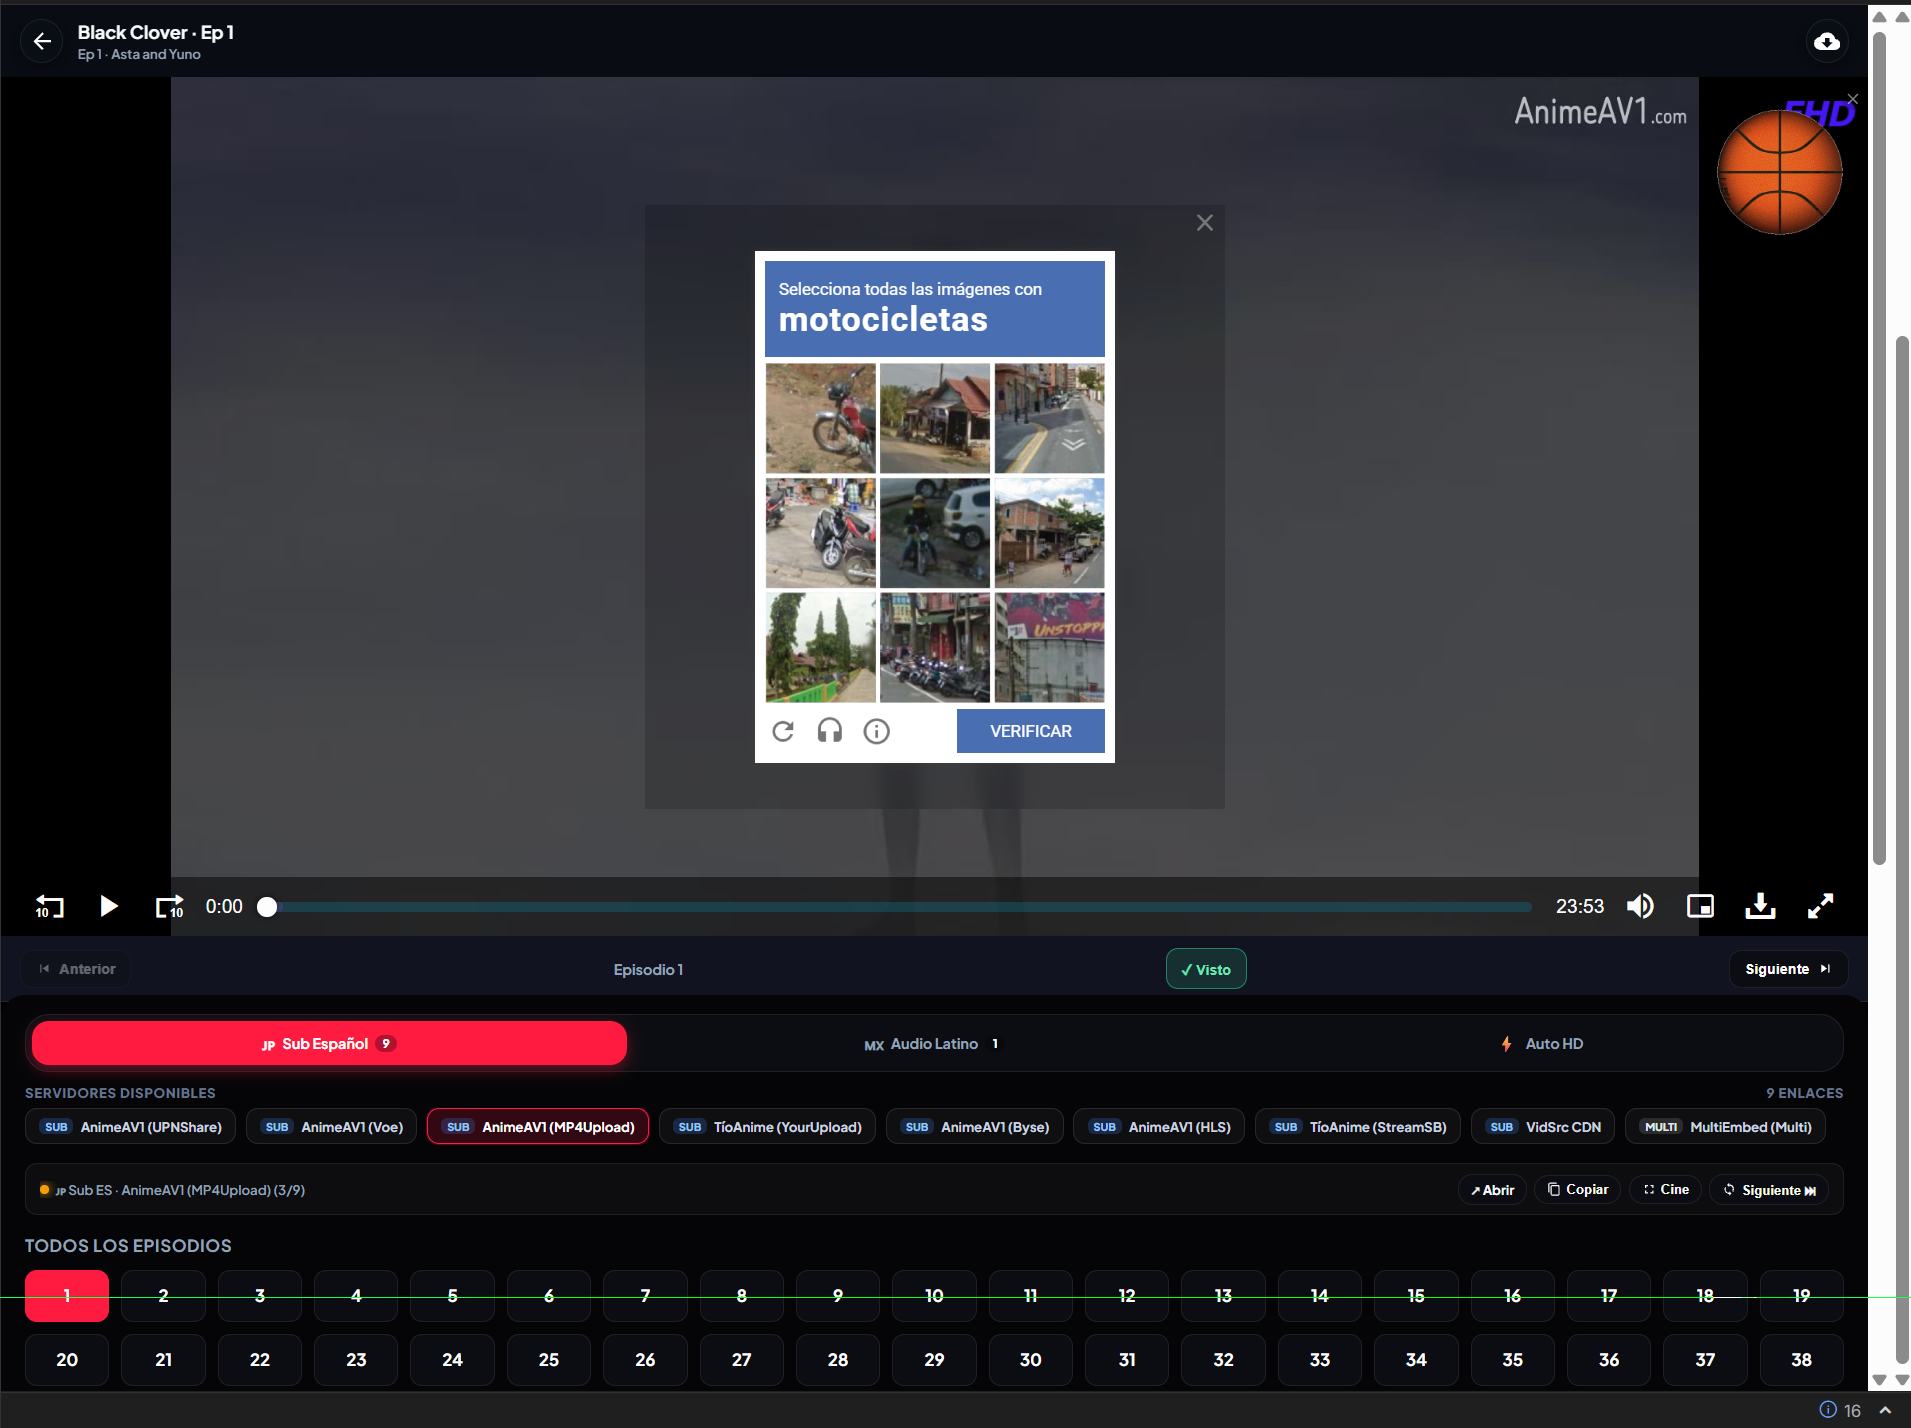 Black Clover · Ep 1
Ep 1 · Asta and Yuno
AnimeAV1.com
FHD
Selecciona todas las imágenes con
motocicletas
UNSTOPP
VERIFICAR
10
10
0:00
23:53
Anterior
Episodio 1
✓ Visto
Siguiente
JP Sub Español 9
MX Audio Latino 1
Auto HD
SERVIDORES DISPONIBLES
9 ENLACES
SUB AnimeAV1 (UPNShare)
SUB AnimeAV1 (Voe)
SUB AnimeAV1 (MP4Upload)
SUB TíoAnime (YourUpload)
SUB AnimeAV1 (Byse)
SUB AnimeAV1 (HLS)
SUB TíoAnime (StreamSB)
SUB VidSrc CDN
MULTI MultiEmbed (Multi)
JP Sub ES · AnimeAV1 (MP4Upload) (3/9)
↗ Abrir
Copiar
Cine
Siguiente ⏭
TODOS LOS EPISODIOS
1 2 3 4 5 6 7 8 9 10 11 12 13 14 15 16 17 18 19
20 21 22 23 24 25 26 27 28 29 30 31 32 33 34 35 36 37 38
16